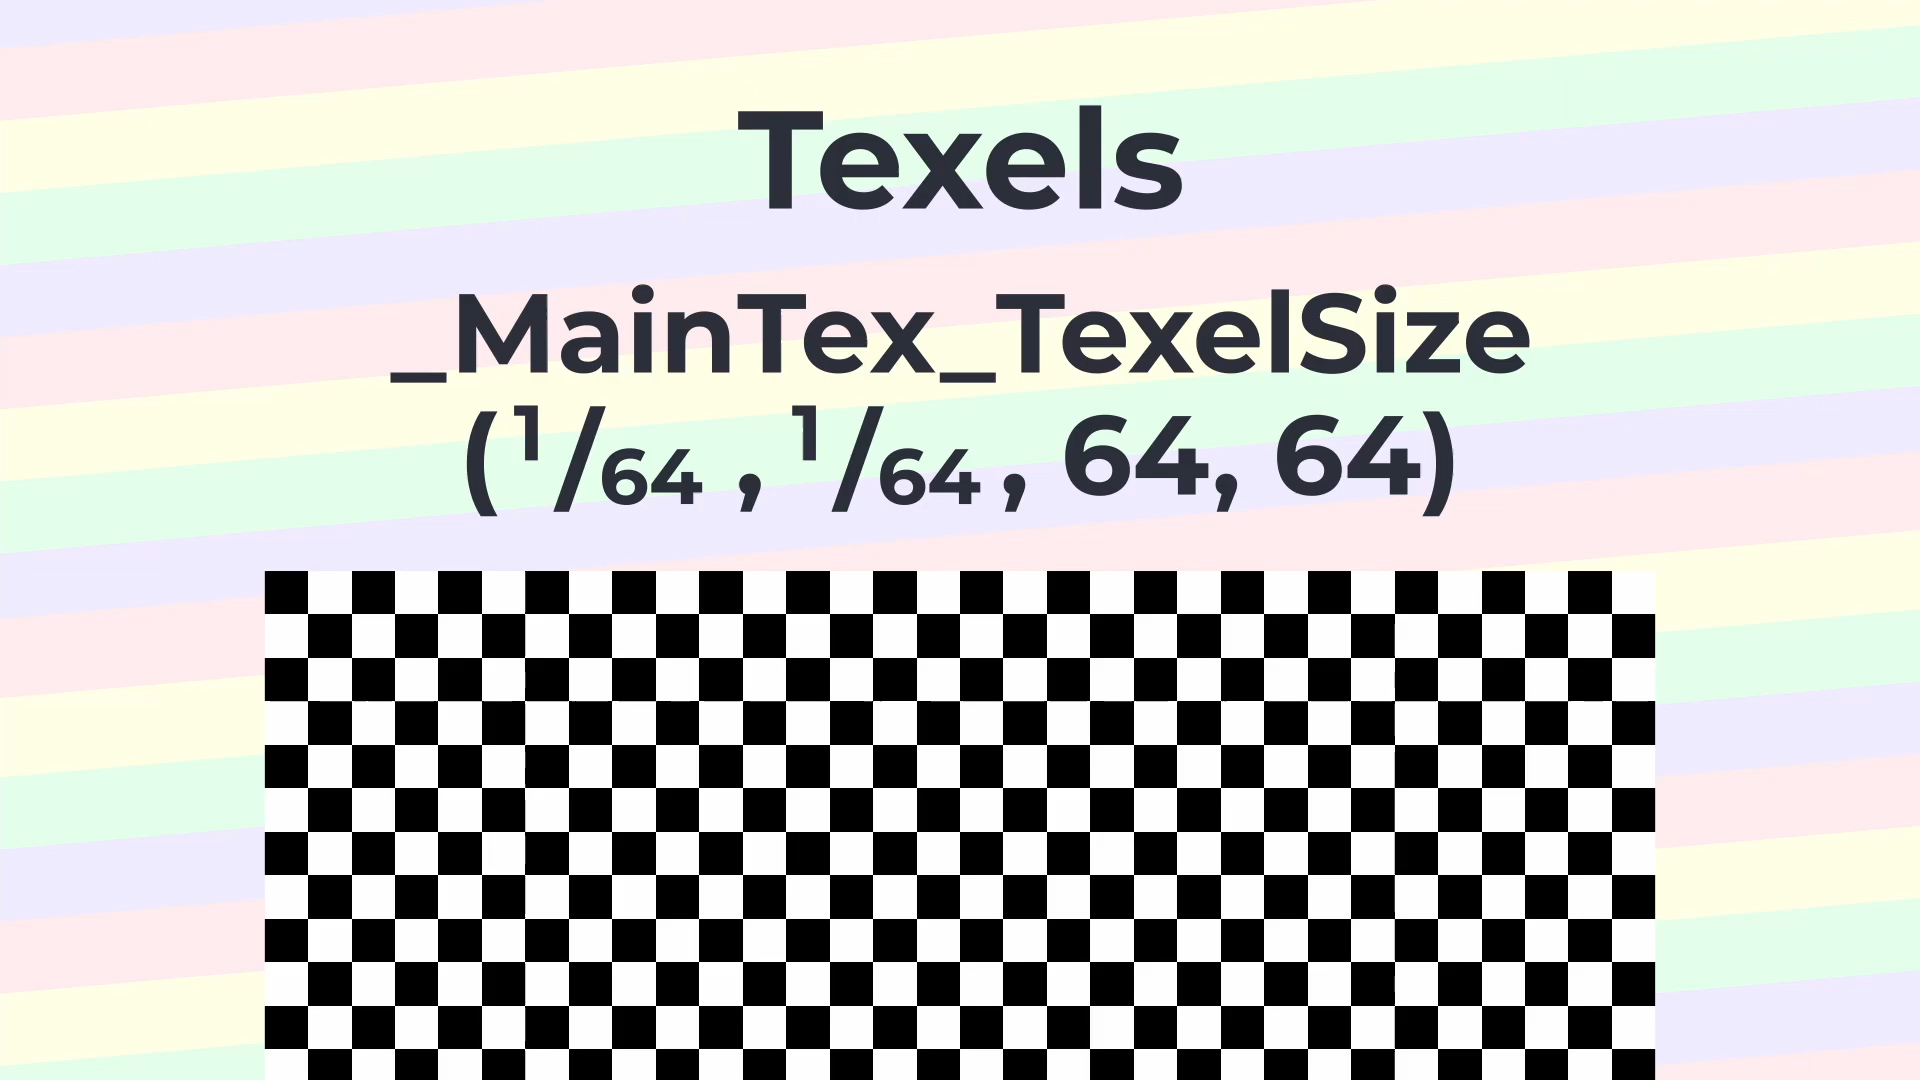 Texels
_MainTex_TexelSize
(1/64 , 1/64 , 64, 64)